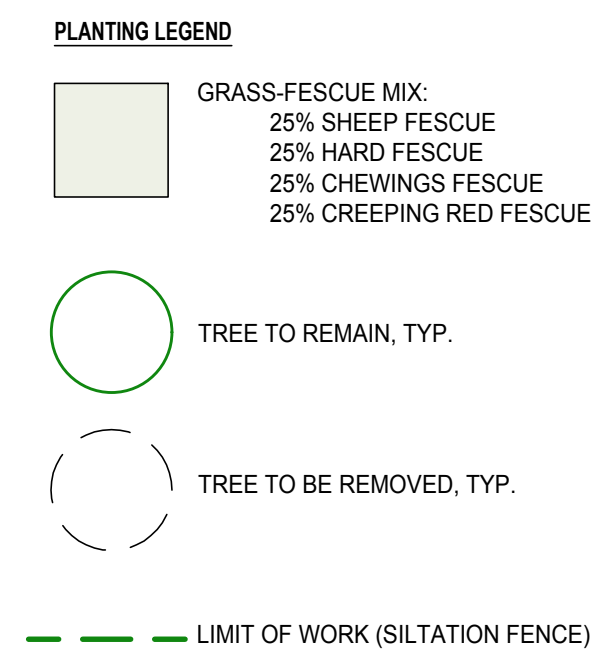 PLANTING LEGEND
GRASS-FESCUE MIX:
25% SHEEP FESCUE
25% HARD FESCUE
25% CHEWINGS FESCUE
25% CREEPING RED FESCUE
TREE TO REMAIN, TYP.
TREE TO BE REMOVED, TYP.
LIMIT OF WORK (SILTATION FENCE)